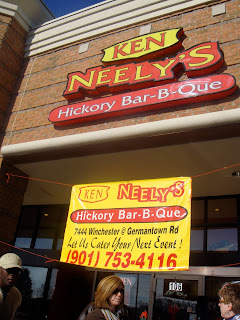 KEN
NEELY'S
Hickory Bar-B-Que
KEN NEELY'S
Hickory Bar-B-Que
7444 Winchester @ Germantown Rd
Let Us Cater Your Next Event !
(901) 753-4116
106